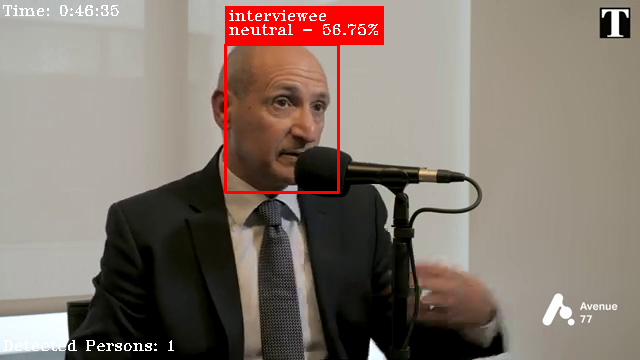 Time: 0:46:35
interviewee
neutral - 56.75%
T
Avenue
77
Detected Persons: 1